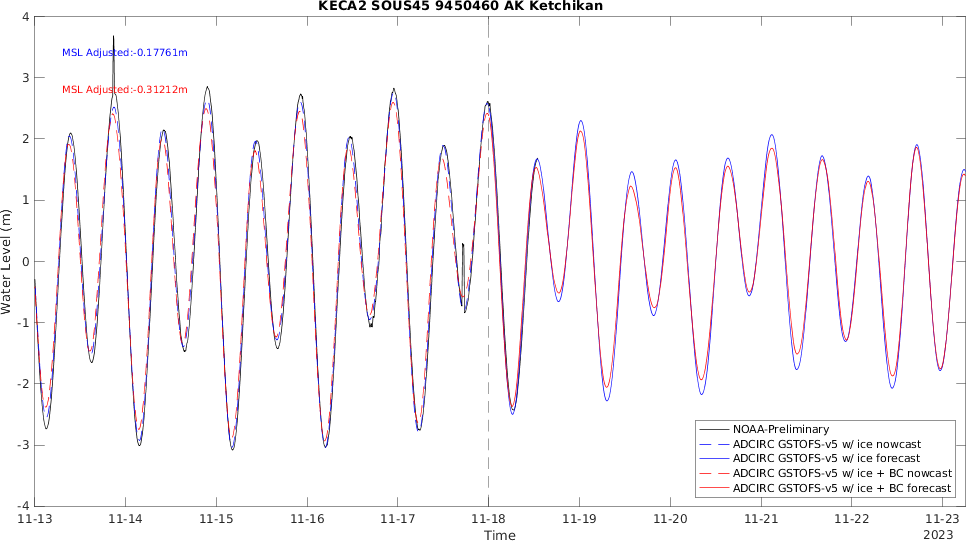 KECA2 SOUS45 9450460 AK Ketchikan
MSL Adjusted:-0.17761m
MSL Adjusted:-0.31212m
Water Level (m)
4
3
2
1
0
-1
-2
-3
-4
NOAA-Preliminary
ADCIRC GSTOFS-v5 w/ ice nowcast
ADCIRC GSTOFS-v5 w/ ice forecast
ADCIRC GSTOFS-v5 w/ ice + BC nowcast
ADCIRC GSTOFS-v5 w/ ice + BC forecast
11-13 11-14 11-15 11-16 11-17 11-18 11-19 11-20 11-21 11-22 11-23
Time
2023